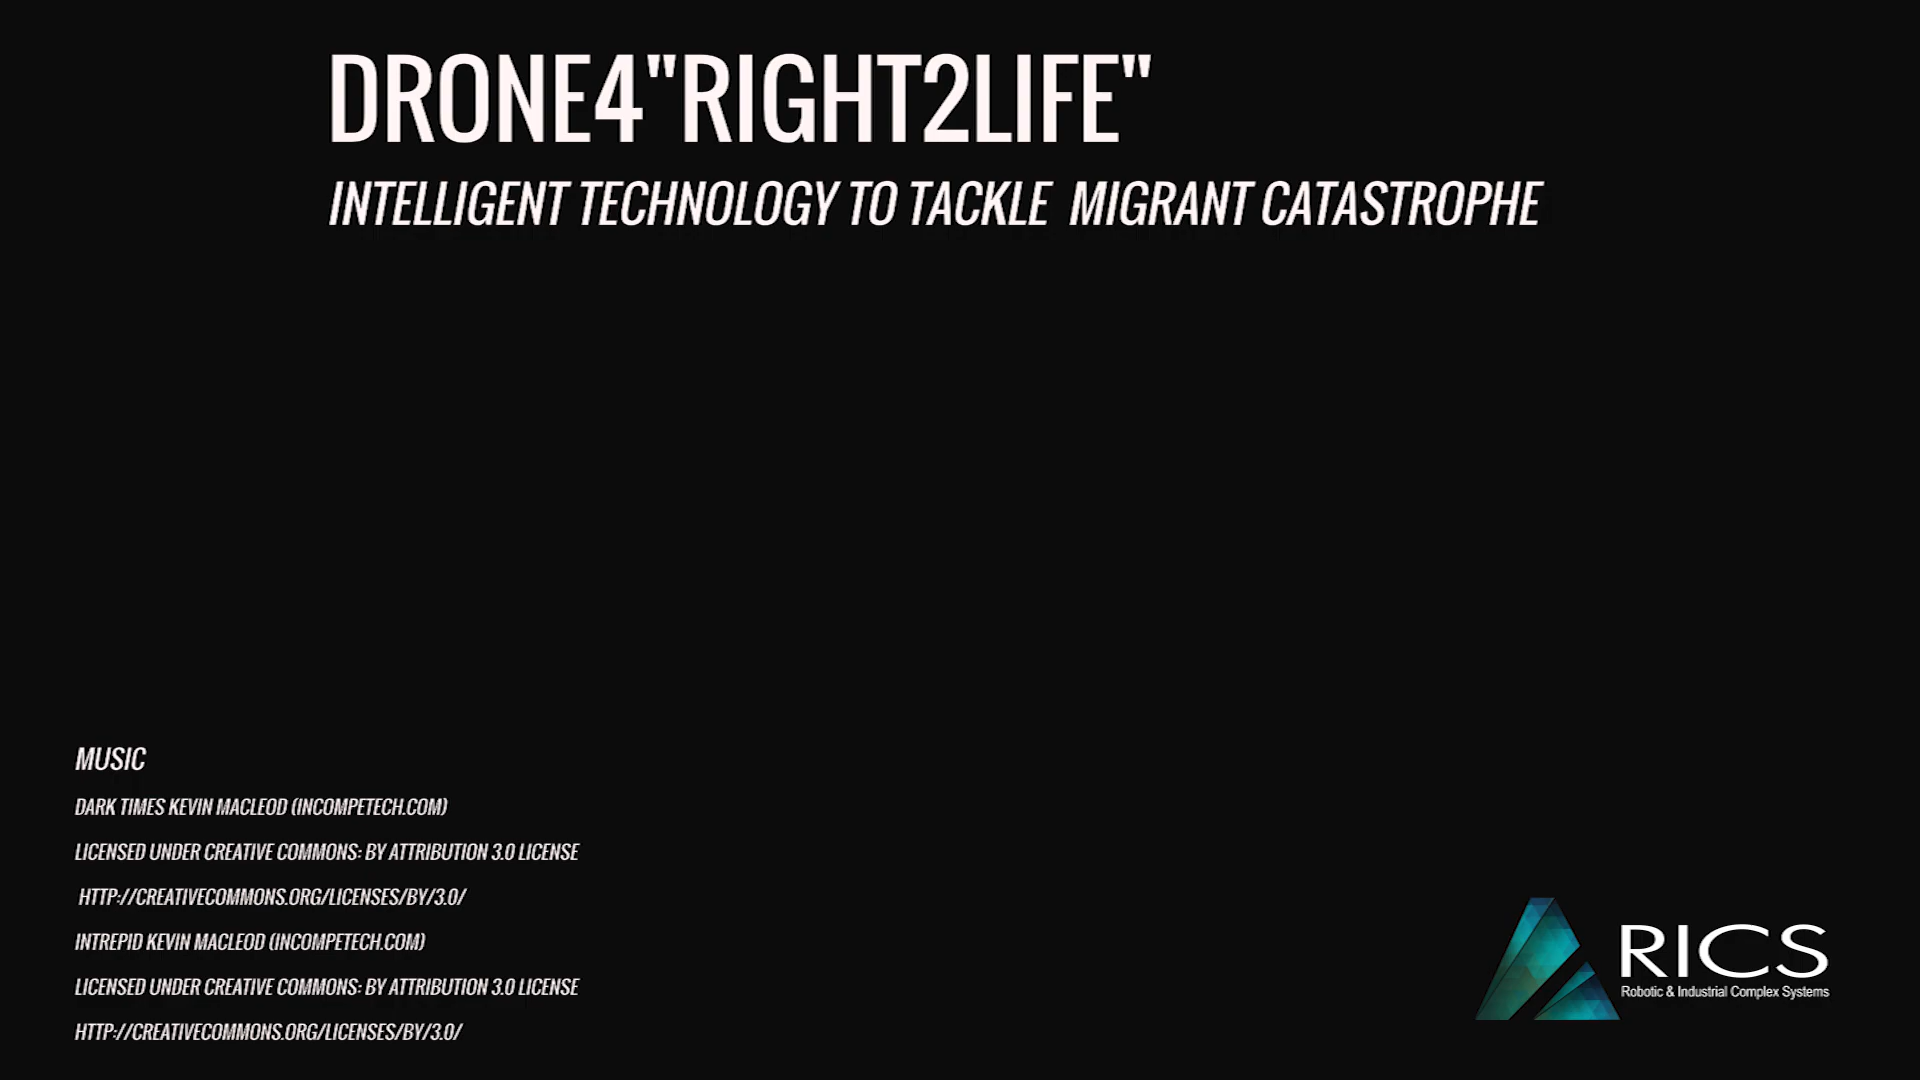 DRONE4"RIGHT2LIFE"
INTELLIGENT TECHNOLOGY TO TACKLE MIGRANT CATASTROPHE
MUSIC
DARK TIMES KEVIN MACLEOD (INCOMPETECH.COM)
LICENSED UNDER CREATIVE COMMONS: BY ATTRIBUTION 3.0 LICENSE
HTTP://CREATIVECOMMONS.ORG/LICENSES/BY/3.0/
INTREPID KEVIN MACLEOD (INCOMPETECH.COM)
LICENSED UNDER CREATIVE COMMONS: BY ATTRIBUTION 3.0 LICENSE
HTTP://CREATIVECOMMONS.ORG/LICENSES/BY/3.0/
RICS
Robotic & Industrial Complex Systems